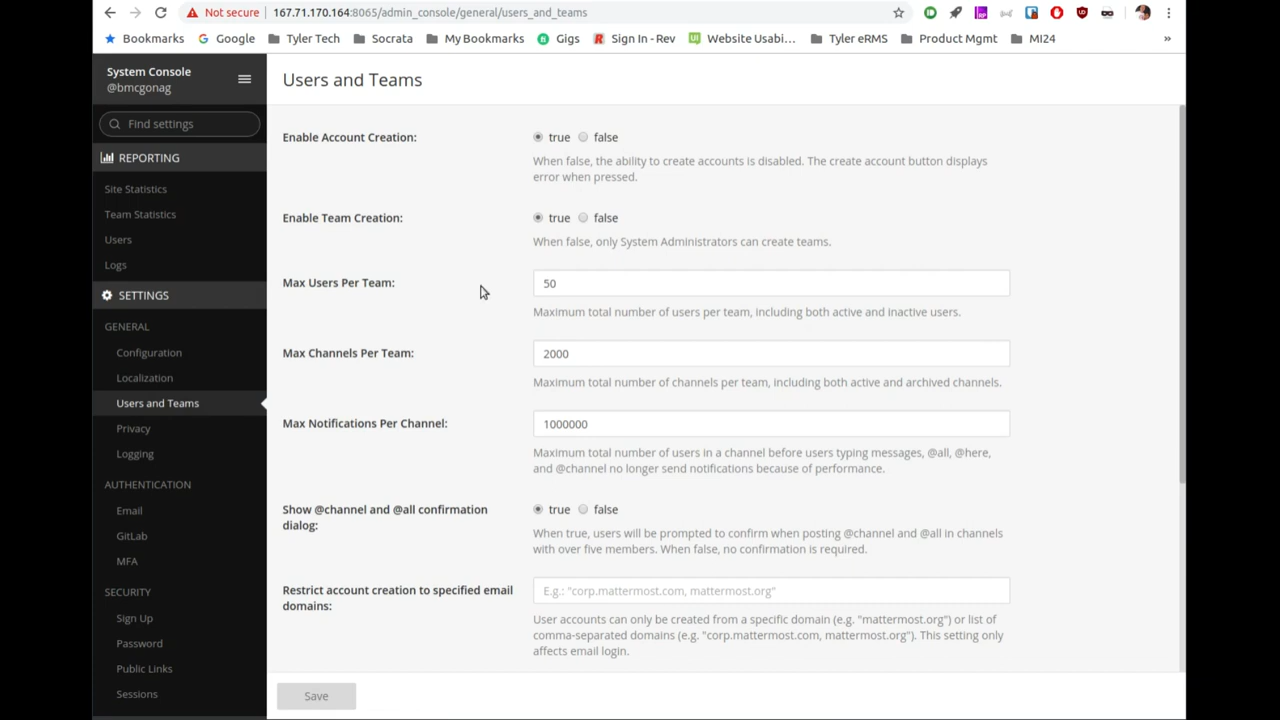 Not secure 167.71.170.164:8065/admin_console/general/users_and_teams
Bookmarks Google Tyler Tech Socrata My Bookmarks Gigs Sign In - Rev Website Usabi... Tyler eRMS Product Mgmt MI24 »
System Console
@bmcgonag
Find settings
REPORTING
Site Statistics
Team Statistics
Users
Logs
SETTINGS
GENERAL
Configuration
Localization
Users and Teams
Privacy
Logging
AUTHENTICATION
Email
GitLab
MFA
SECURITY
Sign Up
Password
Public Links
Sessions
Users and Teams
Enable Account Creation:
true false
When false, the ability to create accounts is disabled. The create account button displays
error when pressed.
Enable Team Creation:
true false
When false, only System Administrators can create teams.
Max Users Per Team:
50
Maximum total number of users per team, including both active and inactive users.
Max Channels Per Team:
2000
Maximum total number of channels per team, including both active and archived channels.
Max Notifications Per Channel:
1000000
Maximum total number of users in a channel before users typing messages, @all, @here,
and @channel no longer send notifications because of performance.
Show @channel and @all confirmation
dialog:
true false
When true, users will be prompted to confirm when posting @channel and @all in channels
with over five members. When false, no confirmation is required.
Restrict account creation to specified email
domains:
E.g.: "corp.mattermost.com, mattermost.org"
User accounts can only be created from a specific domain (e.g. "mattermost.org") or list of
comma-separated domains (e.g. "corp.mattermost.com, mattermost.org"). This setting only
affects email login.
Save